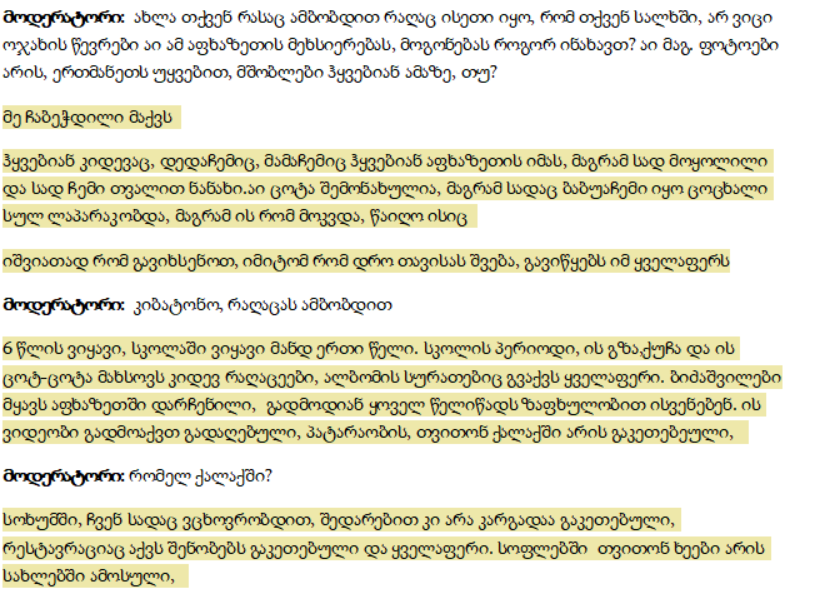 მოდერატორი: ახლა თქვენ რასაც ამბობდით რაღაც ისეთი იყო, რომ თქვენ სალხში, არ ვიცი
ოჯახის წევრები აი ამ აფხაზეთის მეხსიერებას, მოგონებას როგორ ინახავთ? აი მაგ. ფოტოები
არის, ერთმანეთს უყვებით, მშობლები ჰყვებიან ამაზე, თუ?
მე ჩაბეჭდილი მაქვს
ჰყვებიან კიდევაც, დედაჩემიც, მამაჩემიც ჰყვებიან აფხაზეთის იმას, მაგრამ სად მოყოლილი
და სად ჩემი თვალით ნანახი.აი ცოტა შემონახულია, მაგრამ სადაც ბაბუაჩემი იყო ცოცხალი
სულ ლაპარაკობდა, მაგრამ ის რომ მოკვდა, წაიღო ისიც
იშვიათად რომ გავიხსენოთ, იმიტომ რომ დრო თავისას შვება, გავიწყებს იმ ყველაფერს
მოდერატორი: კიბატონო, რაღაცას ამბობდით
6 წლის ვიყავი, სკოლაში ვიყავი მანდ ერთი წელი. სკოლის პერიოდი, ის გზა,ქუჩა და ის
ცოტ-ცოტა მახსოვს კიდევ რაღაცეები, ალბომის სურათებიც გვაქვს ყველაფერი. ბიძაშვილები
მყავს აფხაზეთში დარჩენილი, გადმოდიან ყოველ წელიწადს ზაფხულობით ისვენებენ. ის
ვიდეობი გადმოაქვთ გადაღებული, პატარაობის, თვითონ ქალაქში არის გაკეთებეული,
მოდერატორი: რომელ ქალაქში?
სოხუმში, ჩვენ სადაც ვცხოვრობდით, შედარებით კი არა კარგადაა გაკეთებული,
რესტავრაციაც აქვს შენობებს გაკეთებული და ყველაფერი. სოფლებში თვითონ ხეები არის
სახლებში ამოსული,